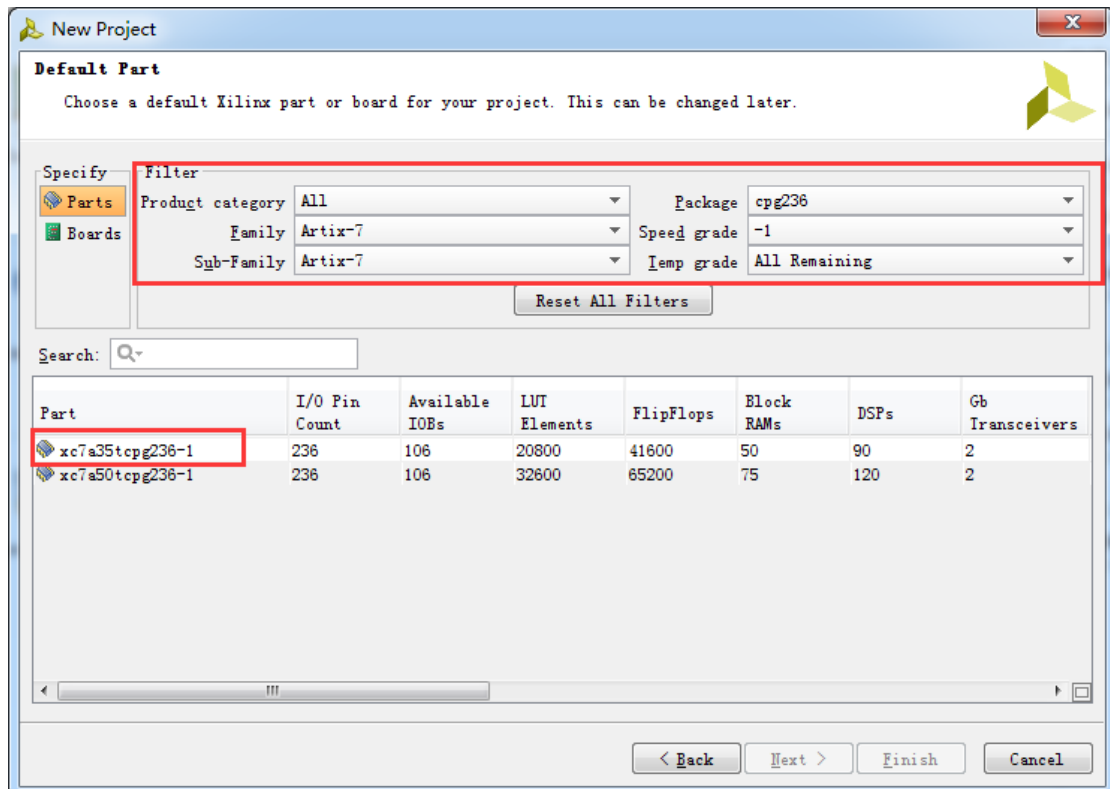 New Project
Default Part
Choose a default Xilinx part or board for your project. This can be changed later.
Specify
Filter
Parts
Boards
Product category All Package cpg236
Family Artix-7 Speed grade -1
Sub-Family Artix-7 Temp grade All Remaining
Reset All Filters
Search:
Part I/O Pin Count Available IOBs LUT Elements FlipFlops Block RAMs DSPs Gb Transceivers
xc7a35tcpg236-1 236 106 20800 41600 50 90 2
xc7a50tcpg236-1 236 106 32600 65200 75 120 2
< Back Next > Finish Cancel